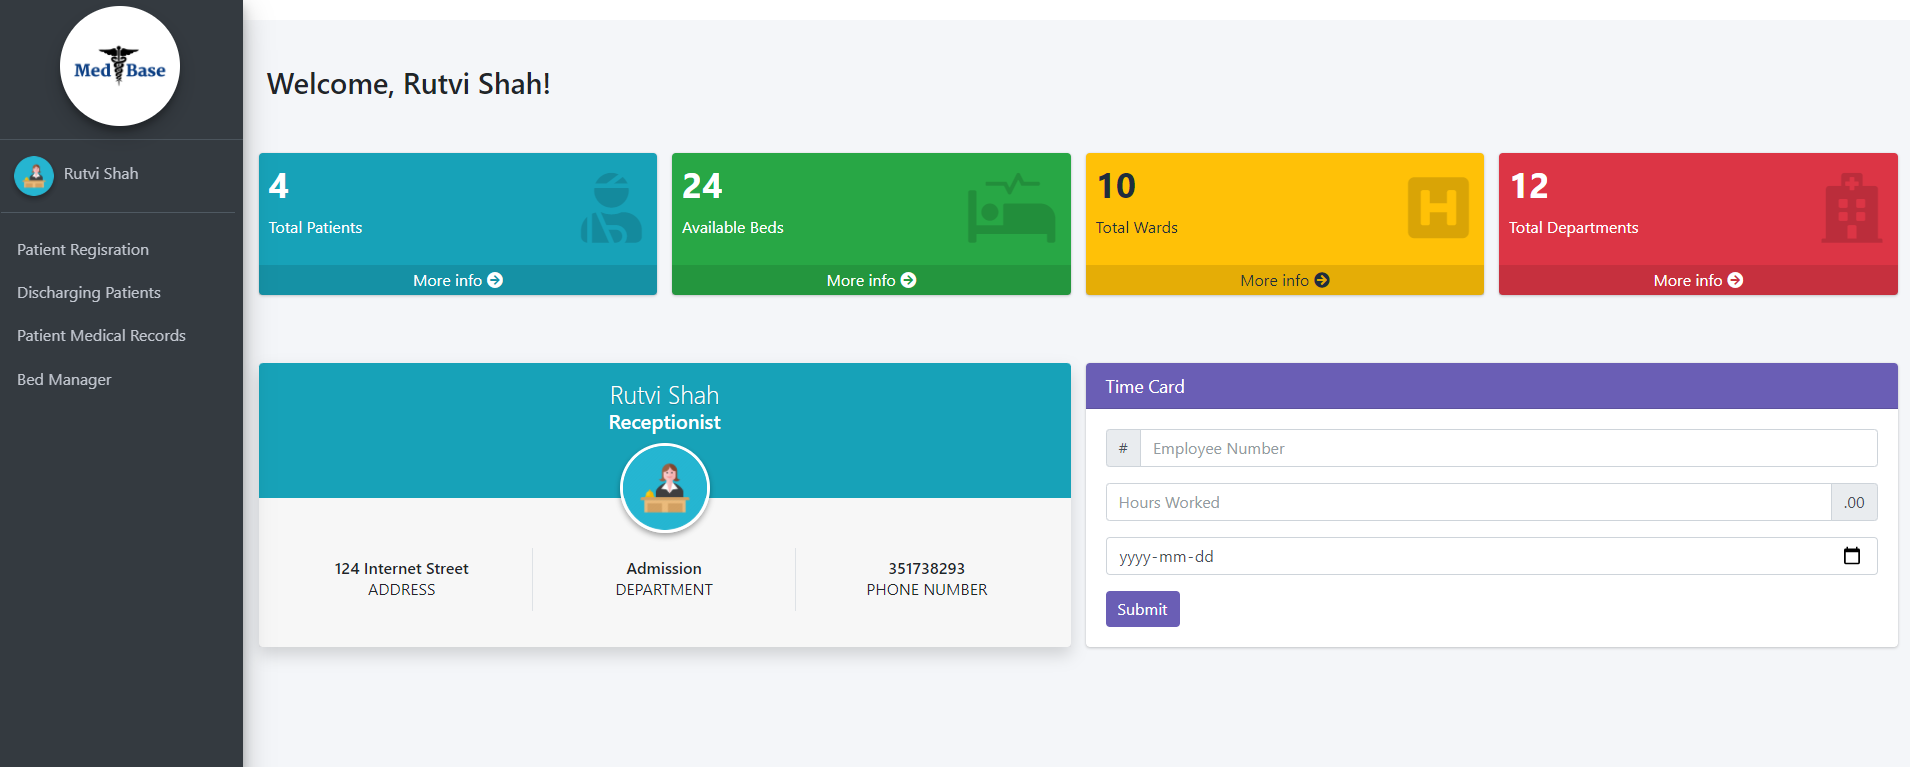 Med Base
Rutvi Shah
Patient Regisration
Discharging Patients
Patient Medical Records
Bed Manager
Welcome, Rutvi Shah!
4
Total Patients
More info
24
Available Beds
More info
10
Total Wards
More info
12
Total Departments
More info
Rutvi Shah
Receptionist
124 Internet Street
ADDRESS
Admission
DEPARTMENT
351738293
PHONE NUMBER
Time Card
# Employee Number
Hours Worked .00
yyyy-mm-dd
Submit